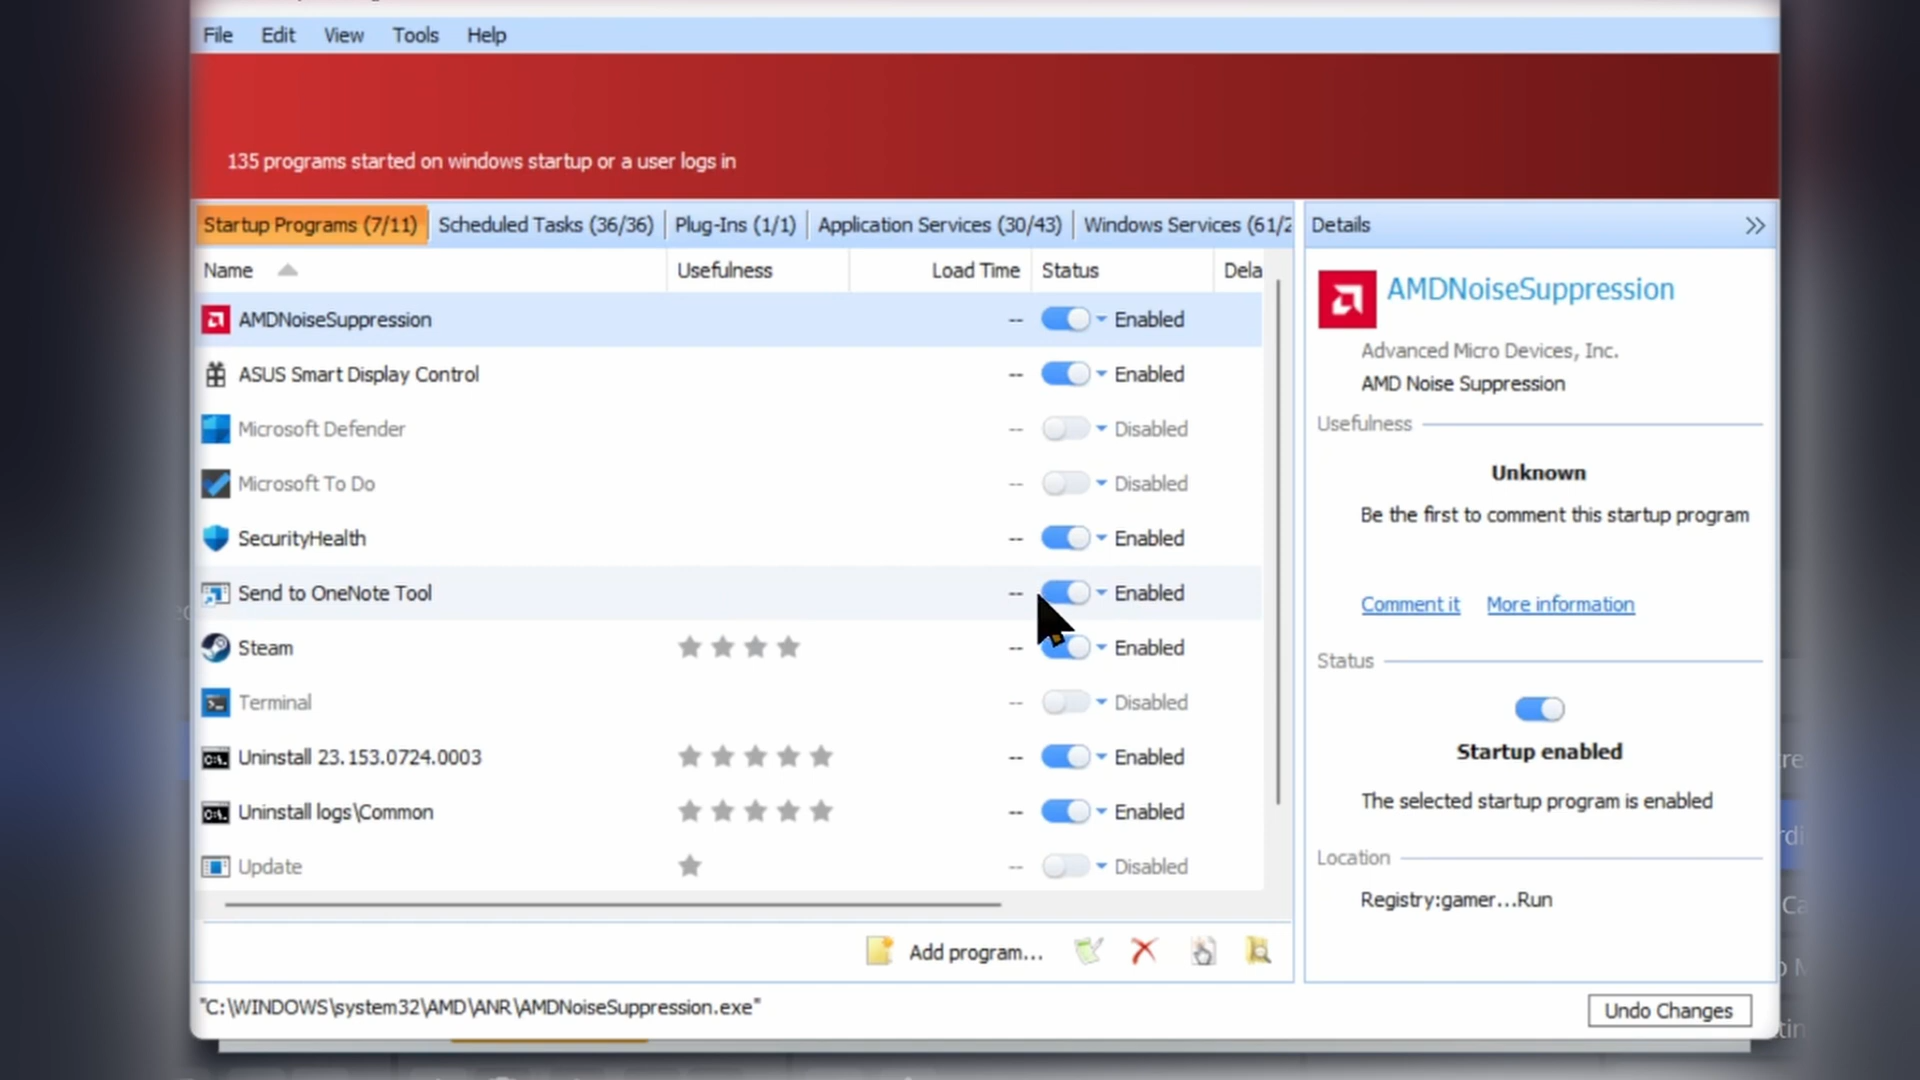 File Edit View Tools Help
135 programs started on windows startup or a user logs in
Startup Programs (7/11) Scheduled Tasks (36/36) Plug-Ins (1/1) Application Services (30/43) Windows Services (61/2
Details
Name Usefulness Load Time Status Dela
AMDNoiseSuppression -- Enabled
ASUS Smart Display Control -- Enabled
Microsoft Defender -- Disabled
Microsoft To Do -- Disabled
SecurityHealth -- Enabled
Send to OneNote Tool -- Enabled
Steam -- Enabled
Terminal -- Disabled
Uninstall 23.153.0724.0003 -- Enabled
Uninstall logs\Common -- Enabled
Update -- Disabled
Add program...
"C:\WINDOWS\system32\AMD\ANR\AMDNoiseSuppression.exe"
AMDNoiseSuppression
Advanced Micro Devices, Inc.
AMD Noise Suppression
Usefulness
Unknown
Be the first to comment this startup program
Comment it More information
Status
Startup enabled
The selected startup program is enabled
Location
Registry:gamer...Run
Undo Changes